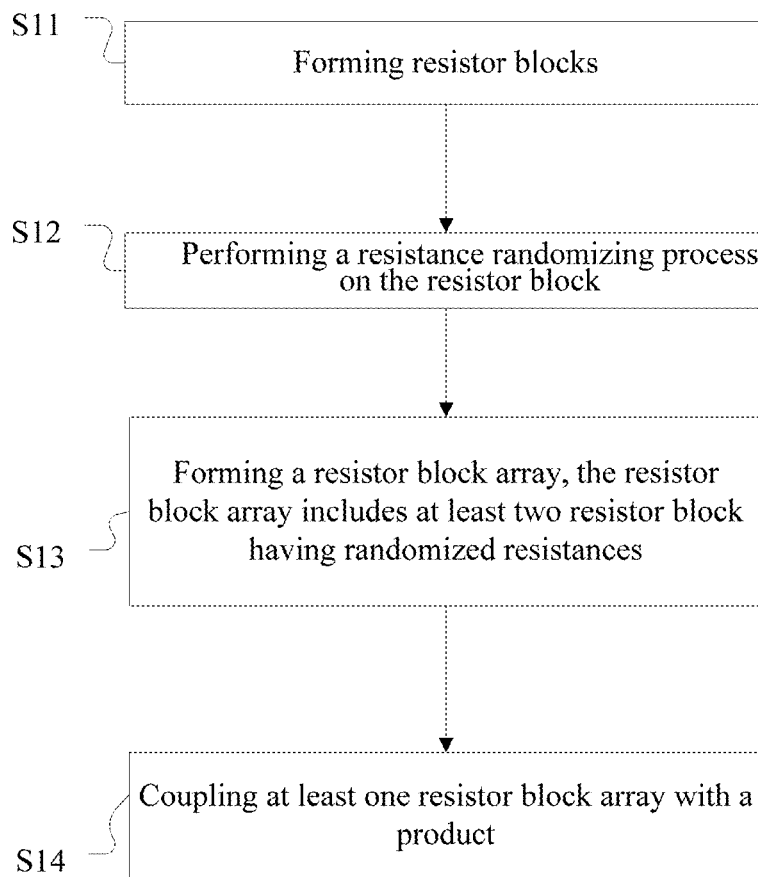 S11
Forming resistor blocks
S12
Performing a resistance randomizing process
on the resistor block
Forming a resistor block array, the resistor
block array includes at least two resistor block
having randomized resistances
S13
Coupling at least one resistor block array with a
product
S14